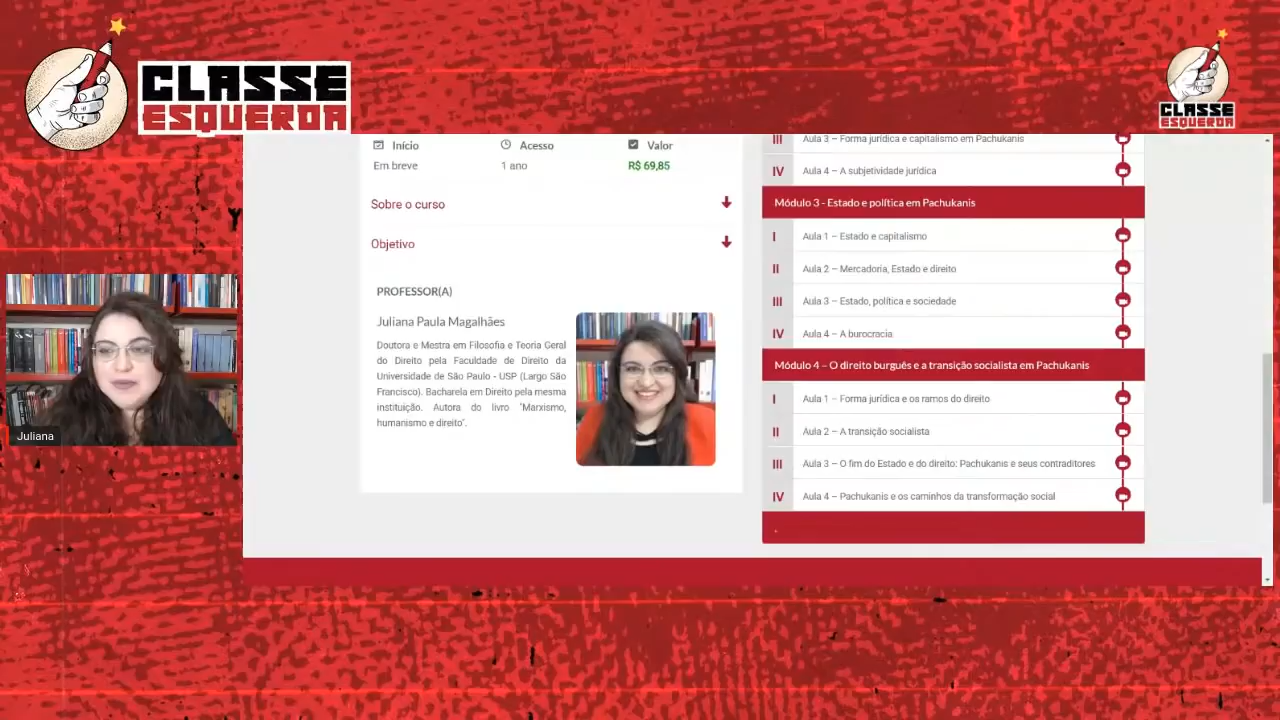 CLASSE
ESQUERDA
CLASSE
ESQUERDA
Início
Acesso
Valor
Em breve
1 ano
R$ 69,85
Sobre o curso
Objetivo
PROFESSOR(A)
Juliana Paula Magalhães
Doutora e Mestra em Filosofia e Teoria Geral
do Direito pela Faculdade de Direito da
Universidade de São Paulo - USP (Largo São
Francisco). Bacharela em Direito pela mesma
instituição. Autora do livro "Marxismo,
humanismo e direito".
III Aula 3 – Forma jurídica e capitalismo em Pachukanis
IV Aula 4 – A subjetividade jurídica
Módulo 3 - Estado e política em Pachukanis
I Aula 1 – Estado e capitalismo
II Aula 2 – Mercadoria, Estado e direito
III Aula 3 – Estado, política e sociedade
IV Aula 4 – A burocracia
Módulo 4 – O direito burguês e a transição socialista em Pachukanis
I Aula 1 – Forma jurídica e os ramos do direito
II Aula 2 – A transição socialista
III Aula 3 – O fim do Estado e do direito: Pachukanis e seus contraditores
IV Aula 4 – Pachukanis e os caminhos da transformação social
.
Juliana